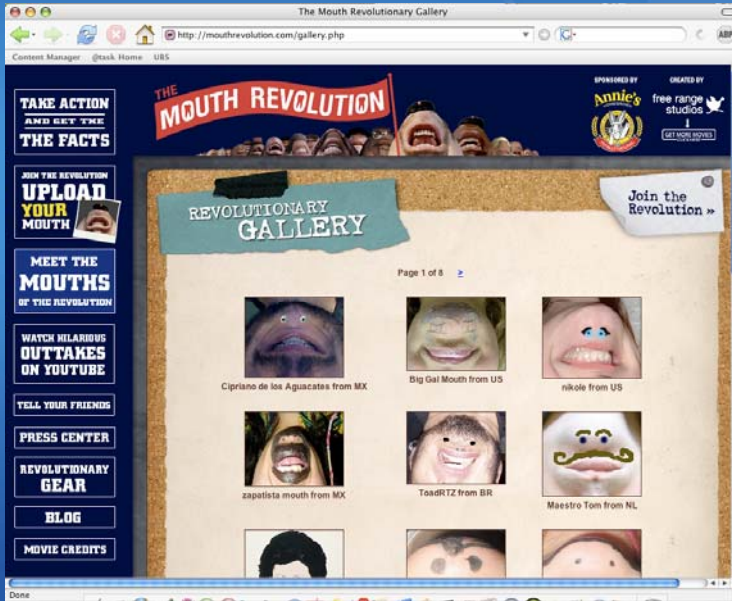 The Mouth Revolutionary Gallery
http://mouthrevolution.com/gallery.php
G
ABP
Content Manager @task Home UBS
TAKE ACTION
AND GET THE
THE FACTS
JOIN THE REVOLUTION
UPLOAD
YOUR
MOUTH
MEET THE
MOUTHS
OF THE REVOLUTION
WATCH HILARIOUS
OUTTAKES
ON YOUTUBE
TELL YOUR FRIENDS
PRESS CENTER
REVOLUTIONARY
GEAR
BLOG
MOVIE CREDITS
THE
MOUTH REVOLUTION
SPONSORED BY
Annie's
CREATED BY
free range
studios
GET MORE MOVIES
REVOLUTIONARY
GALLERY
Join the
Revolution »
Page 1 of 8 >
Cipriano de los Aguacates from MX
Big Gal Mouth from US
nikole from US
zapatista mouth from MX
ToadRTZ from BR
Maestro Tom from NL
Done